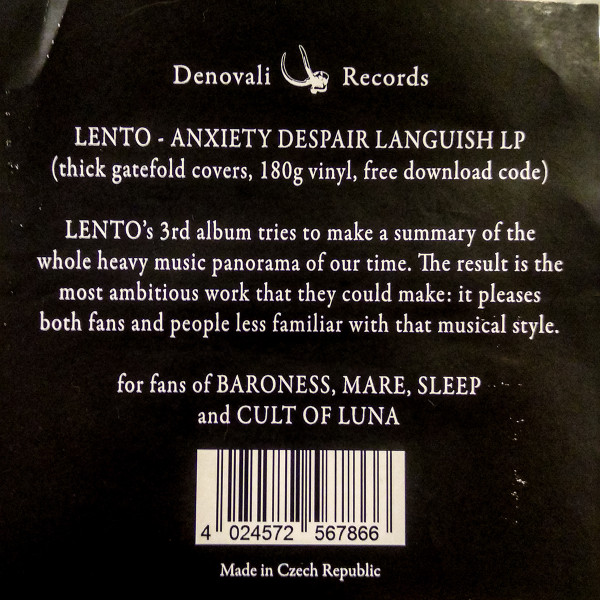 Denovali Records
LENTO - ANXIETY DESPAIR LANGUISH LP
(thick gatefold covers, 180g vinyl, free download code)
LENTO's 3rd album tries to make a summary of the
whole heavy music panorama of our time. The result is the
most ambitious work that they could make: it pleases
both fans and people less familiar with that musical style.
for fans of BARONESS, MARE, SLEEP
and CULT OF LUNA
4 024572 567866
Made in Czech Republic